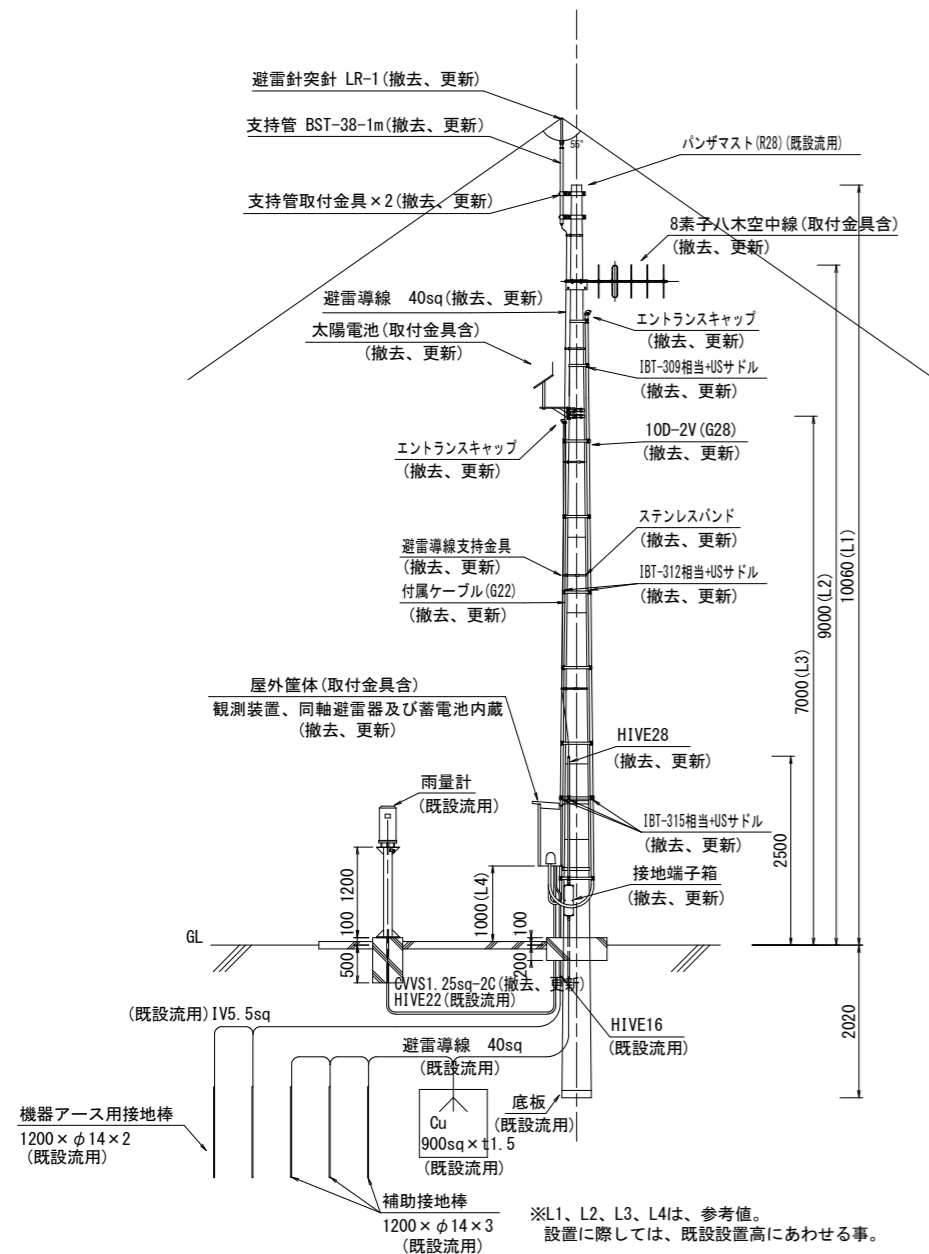 避雷針突針 LR-1(撤去、更新)
支持管 BST-38-1m(撤去、更新)
55°
パンザマスト(R28)(既設流用)
支持管取付金具×2(撤去、更新)
8素子八木空中線(取付金具含)
(撤去、更新)
避雷導線 40sq(撤去、更新)
エントランスキャップ
(撤去、更新)
太陽電池(取付金具含)
(撤去、更新)
IBT-309相当+USサドル
(撤去、更新)
エントランスキャップ
(撤去、更新)
10D-2V(G28)
(撤去、更新)
ステンレスバンド
(撤去、更新)
避雷導線支持金具
(撤去、更新)
IBT-312相当+USサドル
(撤去、更新)
付属ケーブル(G22)
(撤去、更新)
10060(L1)
9000(L2)
7000(L3)
屋外筐体(取付金具含)
観測装置、同軸避雷器及び蓄電池内蔵
(撤去、更新)
HIVE28
(撤去、更新)
雨量計
(既設流用)
IBT-315相当+USサドル
(撤去、更新)
2500
接地端子箱
(撤去、更新)
1200
100
500
1000(L4)
100
200
GL
CVVS1.25sq-2C(撤去、更新)
HIVE22(既設流用)
(既設流用)IV5.5sq
HIVE16
(既設流用)
2020
避雷導線 40sq
(既設流用)
底板
(既設流用)
Cu
900sq×t1.5
(既設流用)
機器アース用接地棒
1200×φ14×2
(既設流用)
補助接地棒
1200×φ14×3
(既設流用)
※L1、L2、L3、L4は、参考値。
設置に際しては、既設設置高にあわせる事。